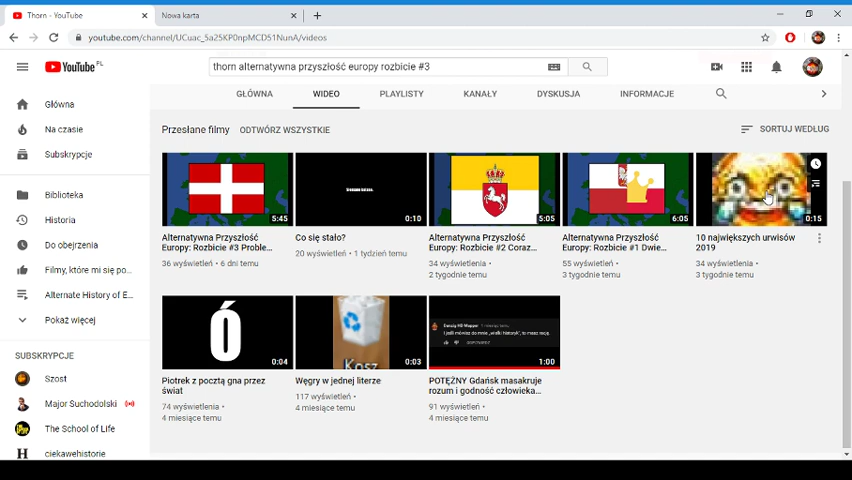 Thorn - YouTube
Nowa karta
youtube.com/channel/UCuac_5a25KP0npMCD51NunA/videos
YouTube PL
thorn alternatywna przyszłość europy rozbicie #3
Główna
Na czasie
Subskrypcje
Biblioteka
Historia
Do obejrzenia
Filmy, które mi się po...
Alternate History of E...
Pokaż więcej
SUBSKRYPCJE
Szost
Major Suchodolski
The School of Life
ciekawehistorie
GŁÓWNA
VIDEO
PLAYLISTY
KANAŁY
DYSKUSJA
INFORMACJE
Przesłane filmy
ODTWÓRZ WSZYSTKIE
SORTUJ WEDŁUG
5:45
Alternatywna Przyszłość
Europy: Rozbicie #3 Proble...
36 wyświetleń •
6 dni temu
0:10
Co się stało?
20 wyświetleń • 1 tydzień temu
5:05
Alternatywna Przyszłość
Europy: Rozbicie #2 Coraz...
34 wyświetlenia •
2 tygodnie temu
6:05
Alternatywna Przyszłość
Europy: Rozbicie #1 Dwie...
55 wyświetleń •
3 tygodnie temu
0:15
10 największych urwisów
2019
34 wyświetlenia •
3 tygodnie temu
Ó
0:04
Piotrek z pocztą gna przez
świat
74 wyświetlenia •
4 miesiące temu
Kosz
0:03
Węgry w jednej literze
117 wyświetleń •
4 miesiące temu
1:00
POTĘŻNY Gdańsk masakruje
rozum i godność człowieka...
91 wyświetleń •
4 miesiące temu